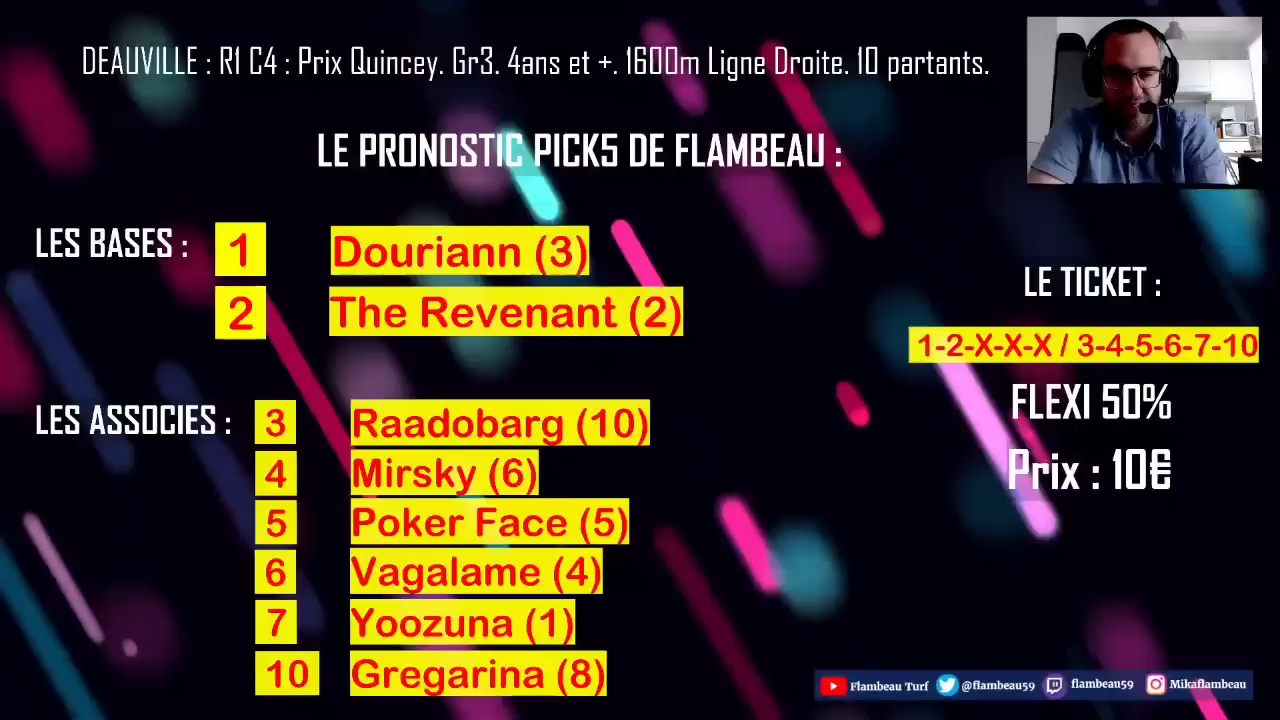 DEAUVILLE : R1 C4 : Prix Quincey. Gr3. 4ans et +. 1600m Ligne Droite. 10 partants.
LE PRONOSTIC PICK5 DE FLAMBEAU :
LES BASES :
1 Douriann (3)
2 The Revenant (2)
LES ASSOCIES :
3 Raadobarg (10)
4 Mirsky (6)
5 Poker Face (5)
6 Vagalame (4)
7 Yoozuna (1)
10 Gregarina (8)
LE TICKET :
1-2-X-X-X / 3-4-5-6-7-10
FLEXI 50%
Prix : 10€
Flambeau Turf @flambeau59 flambeau59 Mikaflambeau